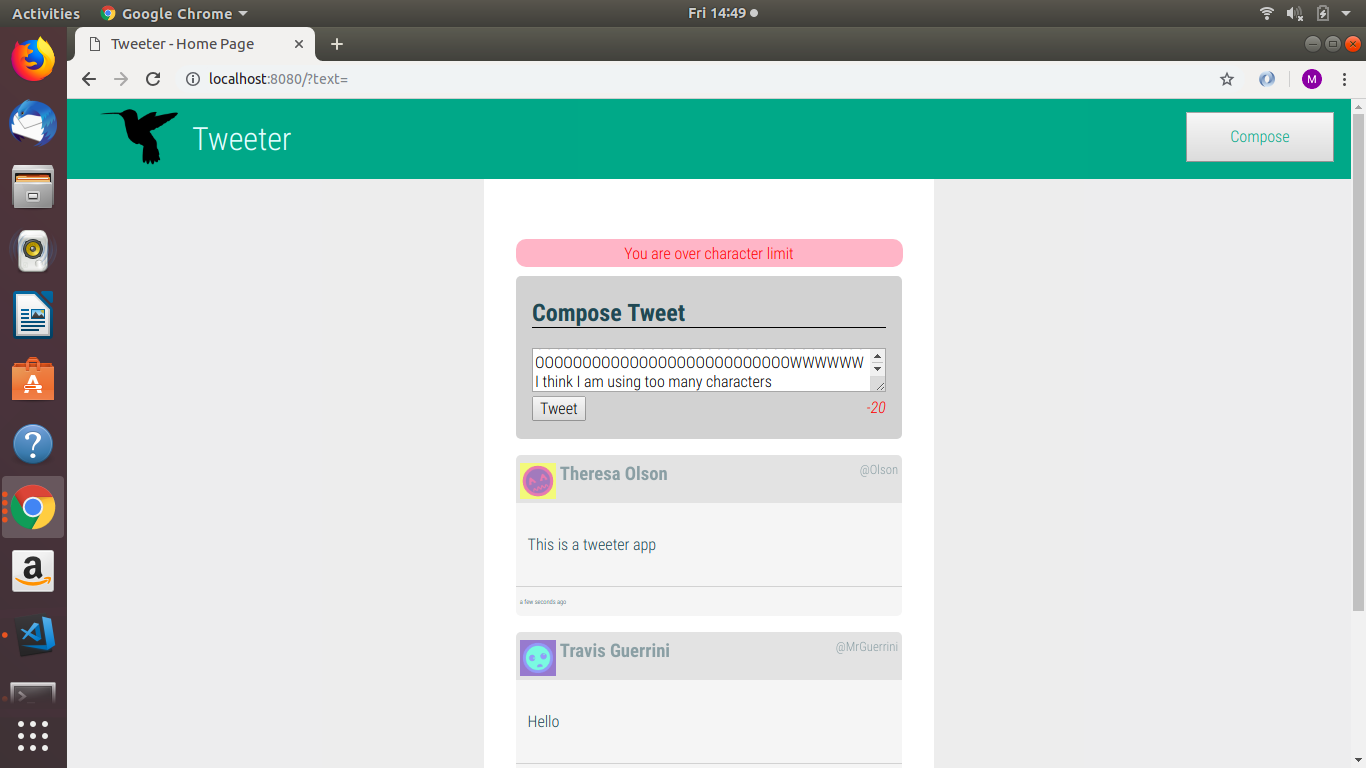 Activities Google Chrome Fri 14:49
Tweeter - Home Page
localhost:8080/?text=
M
Tweeter
Compose
You are over character limit
Compose Tweet
OOOOOOOOOOOOOOOOOOOOOOOOOOOWWWWWW
I think I am using too many characters
Tweet -20
Theresa Olson @Olson
This is a tweeter app
a few seconds ago
Travis Guerrini @MrGuerrini
Hello